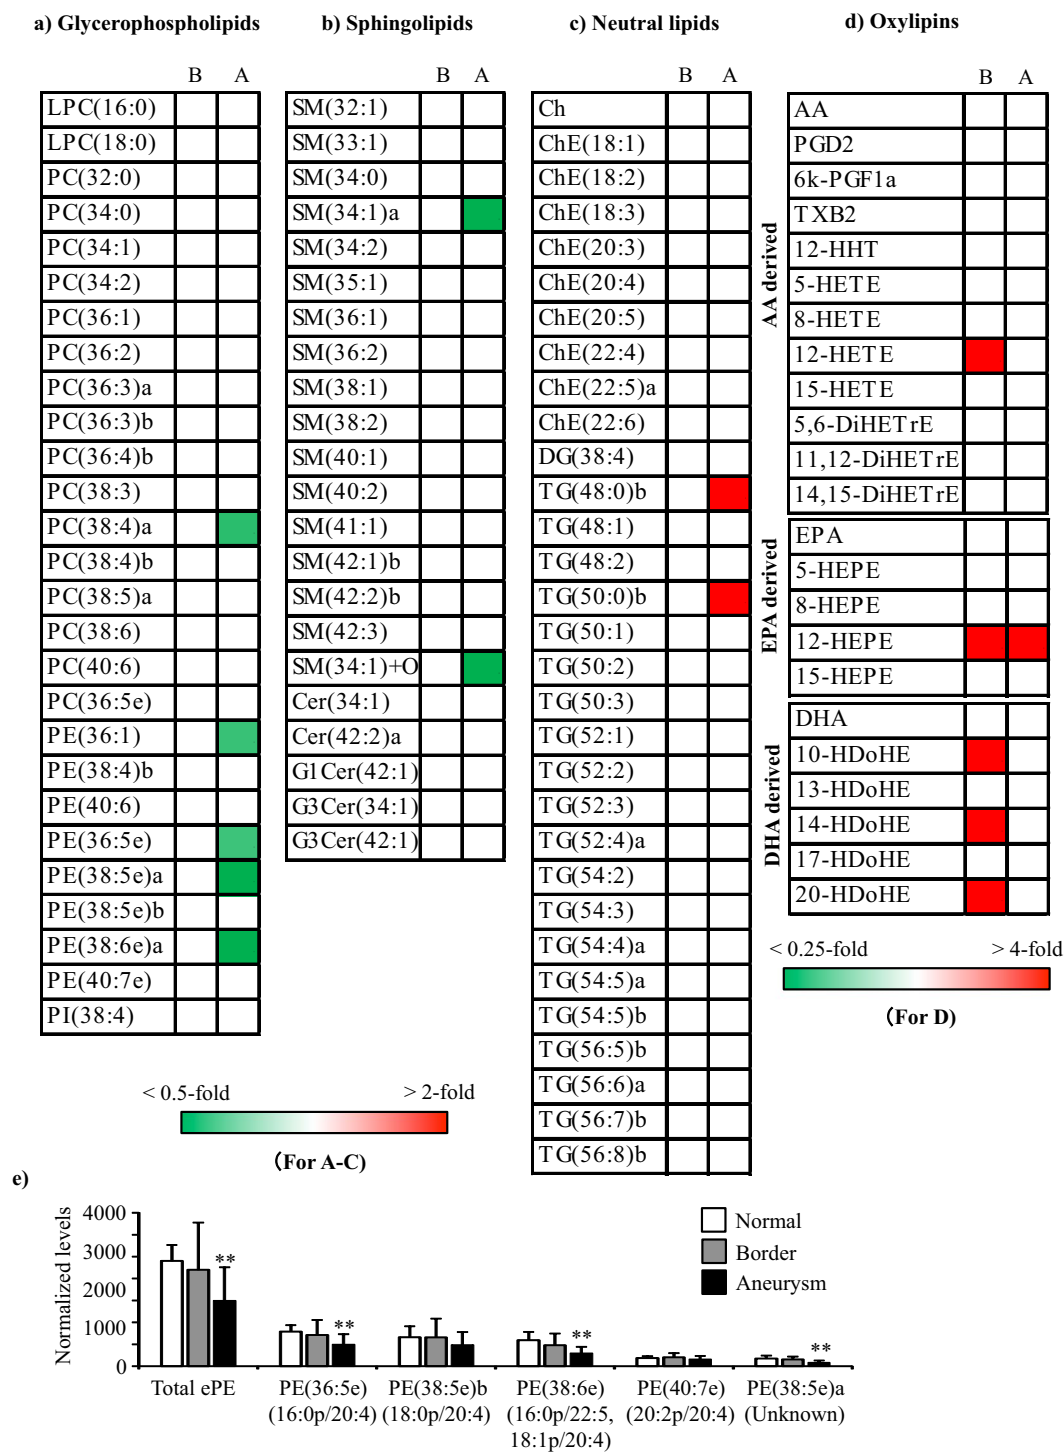 a) Glycerophospholipids
B A
LPC(16:0)
LPC(18:0)
PC(32:0)
PC(34:0)
PC(34:1)
PC(34:2)
PC(36:1)
PC(36:2)
PC(36:3)a
PC(36:3)b
PC(36:4)b
PC(38:3)
PC(38:4)a
PC(38:4)b
PC(38:5)a
PC(38:6)
PC(40:6)
PC(36:5e)
PE(36:1)
PE(38:4)b
PE(40:6)
PE(36:5e)
PE(38:5e)a
PE(38:5e)b
PE(38:6e)a
PE(40:7e)
PI(38:4)
b) Sphingolipids
B A
SM(32:1)
SM(33:1)
SM(34:0)
SM(34:1)a
SM(34:2)
SM(35:1)
SM(36:1)
SM(36:2)
SM(38:1)
SM(38:2)
SM(40:1)
SM(40:2)
SM(41:1)
SM(42:1)b
SM(42:2)b
SM(42:3)
SM(34:1)+O
Cer(34:1)
Cer(42:2)a
G1Cer(42:1)
G3Cer(34:1)
G3Cer(42:1)
< 0.5-fold > 2-fold
(For A-C)
c) Neutral lipids
B A
Ch
ChE(18:1)
ChE(18:2)
ChE(18:3)
ChE(20:3)
ChE(20:4)
ChE(20:5)
ChE(22:4)
ChE(22:5)a
ChE(22:6)
DG(38:4)
TG(48:0)b
TG(48:1)
TG(48:2)
TG(50:0)b
TG(50:1)
TG(50:2)
TG(50:3)
TG(52:1)
TG(52:2)
TG(52:3)
TG(52:4)a
TG(54:2)
TG(54:3)
TG(54:4)a
TG(54:5)a
TG(54:5)b
TG(56:5)b
TG(56:6)a
TG(56:7)b
TG(56:8)b
d) Oxylipins
B A
AA derived
AA
PGD2
6k-PGF1a
TXB2
12-HHT
5-HETE
8-HETE
12-HETE
15-HETE
5,6-DiHETrE
11,12-DiHETrE
14,15-DiHETrE
EPA derived
EPA
5-HEPE
8-HEPE
12-HEPE
15-HEPE
DHA derived
DHA
10-HDoHE
13-HDoHE
14-HDoHE
17-HDoHE
20-HDoHE
< 0.25-fold > 4-fold
(For D)
e)
Normalized levels
4000
3000
2000
1000
0
Normal
Border
Aneurysm
**
**
**
**
Total ePE
PE(36:5e)
(16:0p/20:4)
PE(38:5e)b
(18:0p/20:4)
PE(38:6e)
(16:0p/22:5,
18:1p/20:4)
PE(40:7e)
(20:2p/20:4)
PE(38:5e)a
(Unknown)